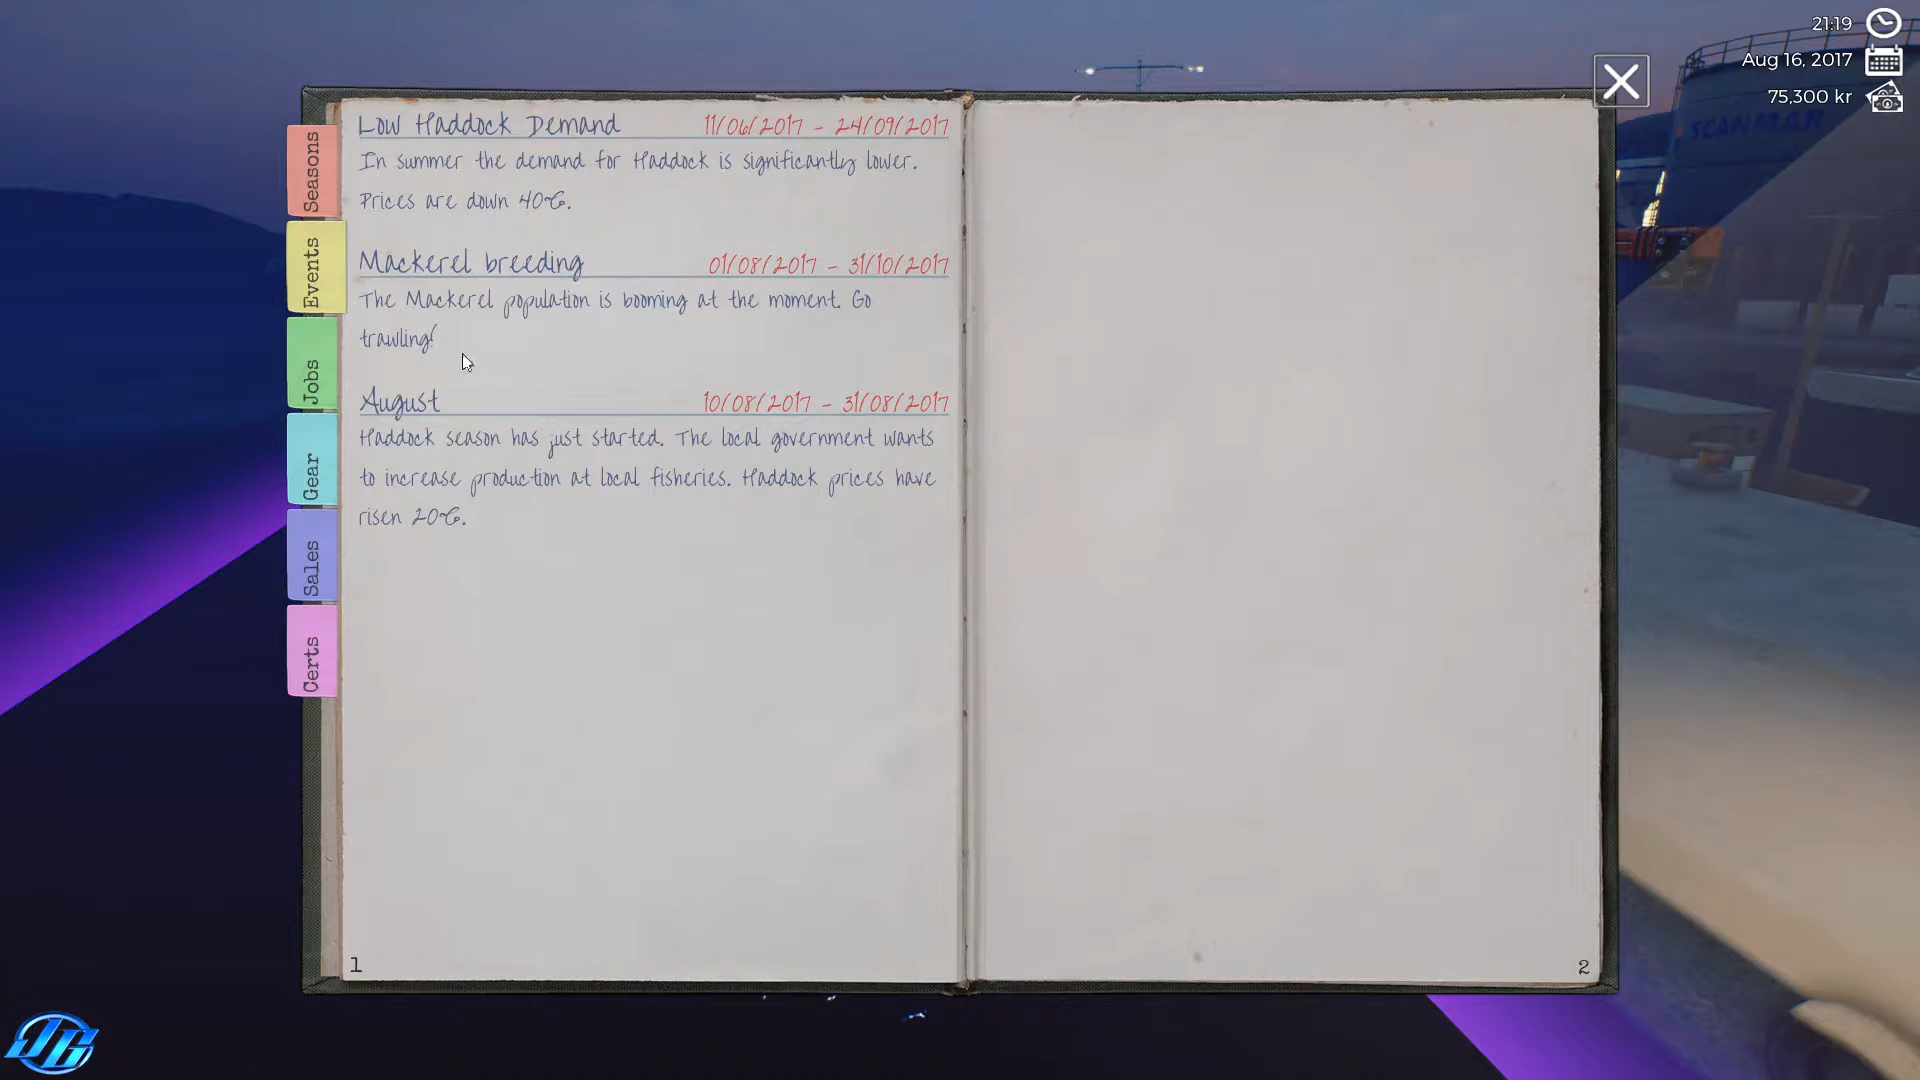 21:19
Aug 16, 2017
75,300 kr
Seasons
Events
Jobs
Gear
Sales
Certs
Low Haddock Demand 11/06/2017 - 24/09/2017
In summer the demand for Haddock is significantly lower.
Prices are down 40%.
Mackerel breeding 01/08/2017 - 31/10/2017
The Mackerel population is booming at the moment. Go
trawling!
August 10/08/2017 - 31/08/2017
Haddock season has just started. The local government wants
to increase production at local fisheries. Haddock prices have
risen 20%.
1
2